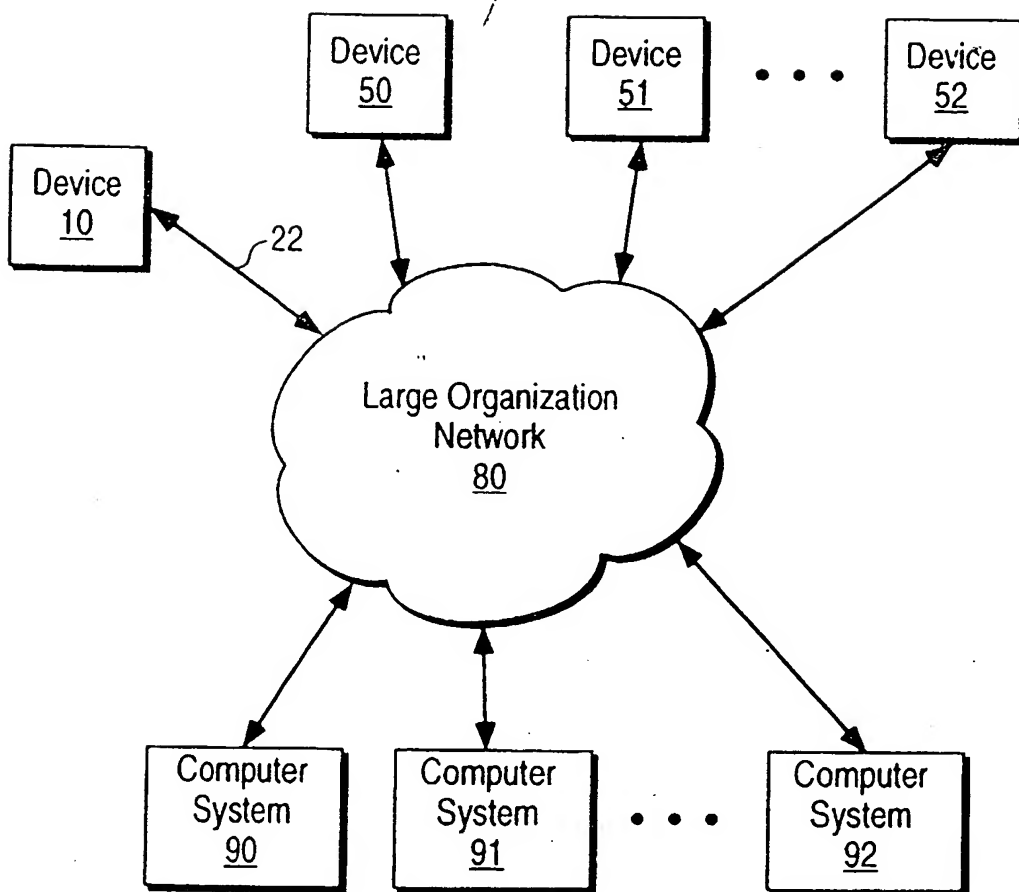 Device
50
Device
51
Device
52
Device
10
22
Large Organization
Network
80
Computer
System
90
Computer
System
91
Computer
System
92